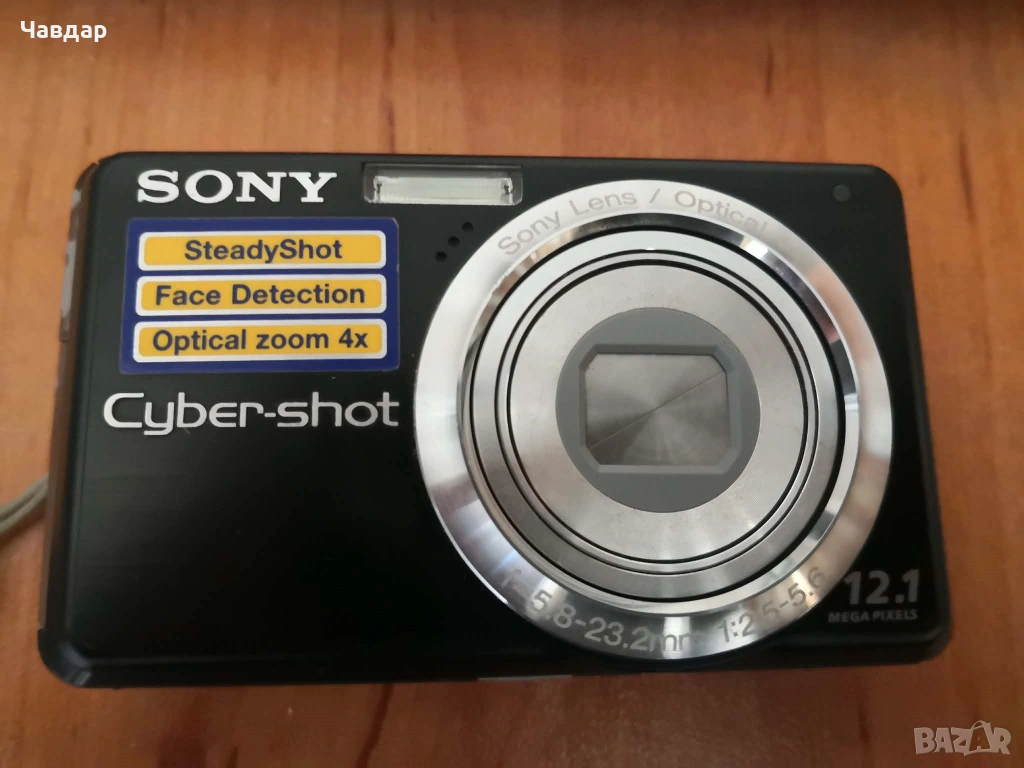 Чавдар
SONY
SteadyShot
Face Detection
Optical zoom 4x
Cyber-shot
Sony Lens / Optical
f= 5.8-23.2mm 1:2.5-5.6
12.1
MEGA PIXELS
BAZAR